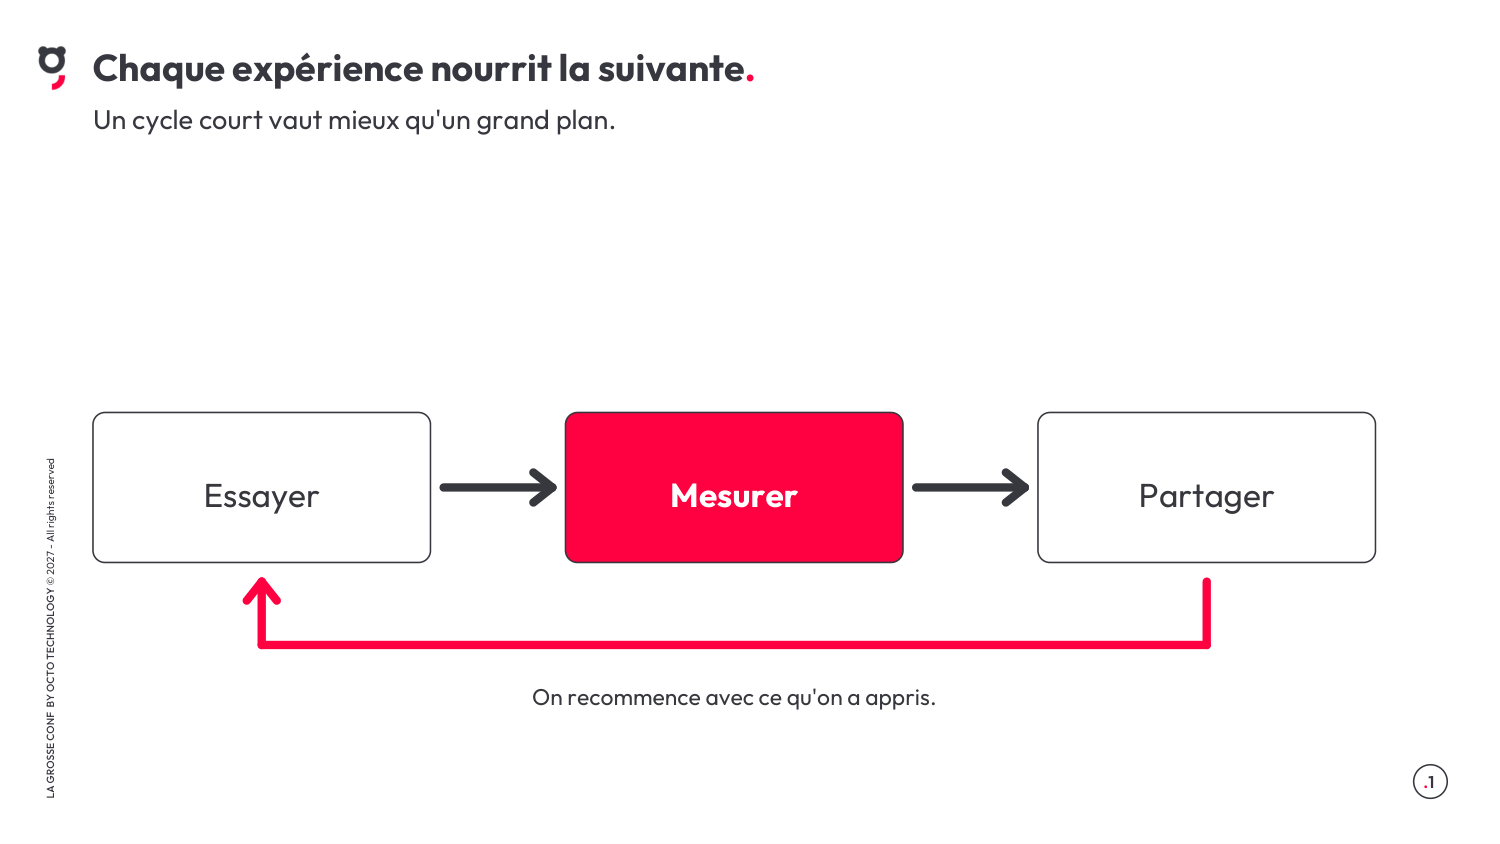 Chaque expérience nourrit la suivante.
Un cycle court vaut mieux qu'un grand plan.
Essayer
Mesurer
Partager
On recommence avec ce qu'on a appris.
LA GROSSE CONF BY OCTO TECHNOLOGY © 2027 - All rights reserved
.1